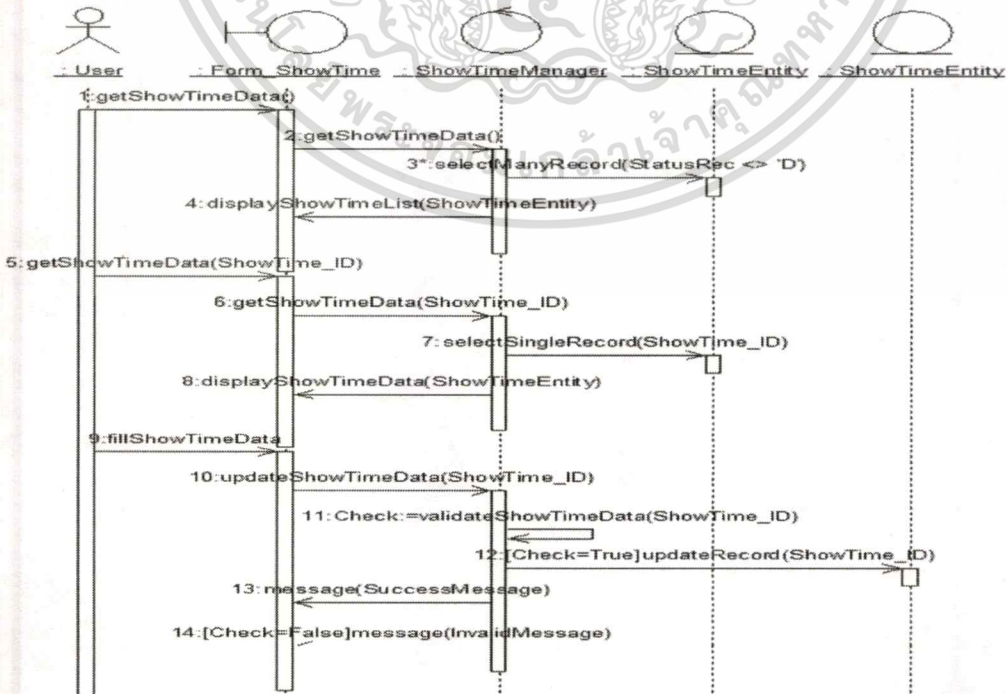 : User
: Form_ShowTime
: ShowTimeManager
: ShowTimeEntity
: ShowTimeEntity
1:getShowTimeData()
2:getShowTimeData()
3*:selectManyRecord(StatusRec <> 'D')
4:displayShowTimeList(ShowTimeEntity)
5:getShowTimeData(ShowTime_ID)
6:getShowTimeData(ShowTime_ID)
7:selectSingleRecord(ShowTime_ID)
8:displayShowTimeData(ShowTimeEntity)
9:fillShowTimeData
10:updateShowTimeData(ShowTime_ID)
11:Check:=validateShowTimeData(ShowTime_ID)
12:[Check=True]updateRecord(ShowTime_ID)
13:message(SuccessMessage)
14:[Check=False]message(InvalidMessage)